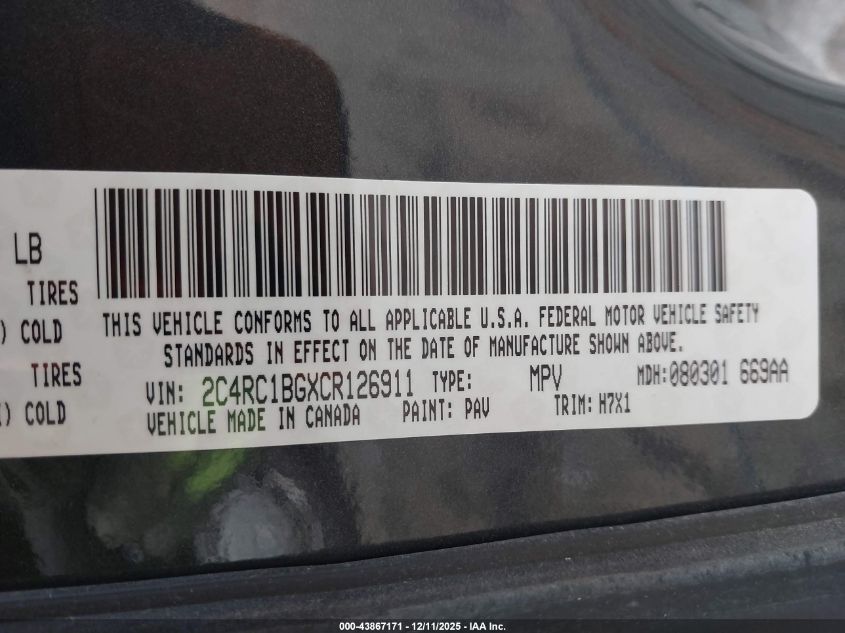 LB
TIRES
) COLD
TIRES
) COLD
THIS VEHICLE CONFORMS TO ALL APPLICABLE U.S.A. FEDERAL MOTOR VEHICLE SAFETY
STANDARDS IN EFFECT ON THE DATE OF MANUFACTURE SHOWN ABOVE.
VIN: 2C4RC1BGXCR126911 TYPE: MPV MDH:080301 669AA
VEHICLE MADE IN CANADA PAINT: PAV TRIM: H7X1
000-43867171 - 12/11/2025 - IAA Inc.